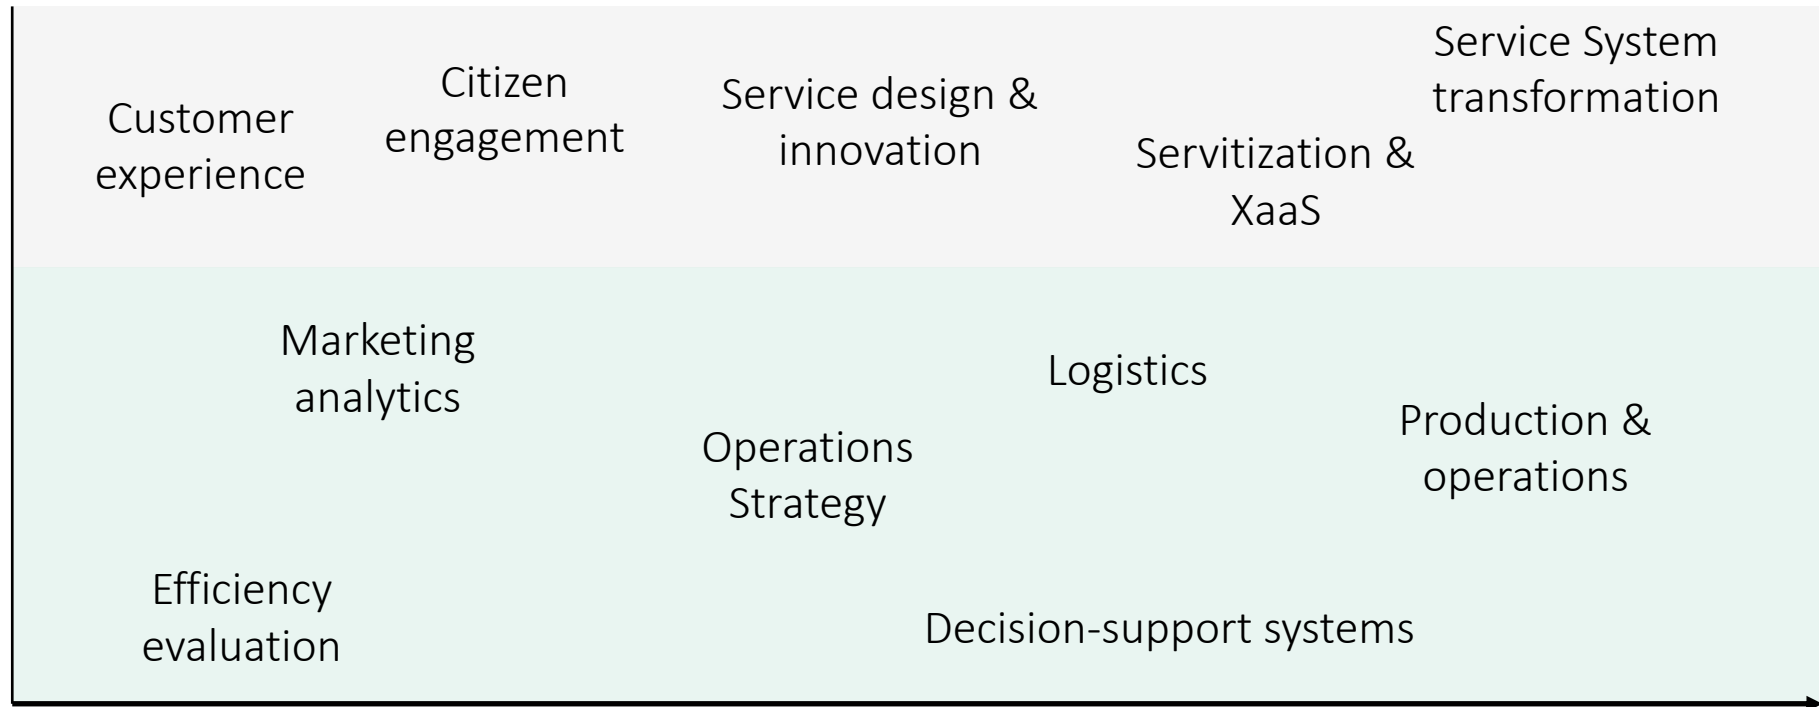 Customer
experience
Citizen
engagement
Service design &
innovation
Servitization &
XaaS
Service System
transformation
Marketing
analytics
Operations
Strategy
Logistics
Production &
operations
Efficiency
evaluation
Decision-support systems